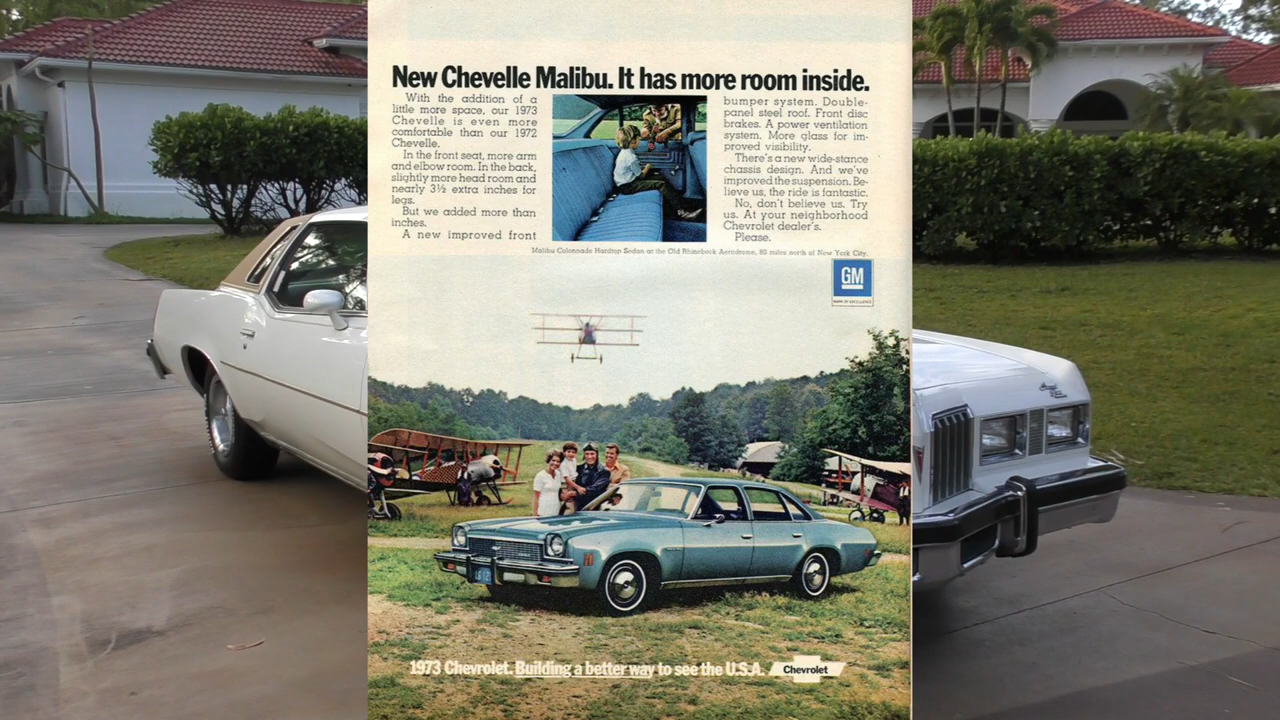 New Chevelle Malibu. It has more room inside.
With the addition of a
little more space, our 1973
Chevelle is even more
comfortable than our 1972
Chevelle.
In the front seat, more arm
and elbow room. In the back,
slightly more head room and
nearly 3½ extra inches for
legs.
But we added more than
inches.
A new improved front
bumper system. Double-
panel steel roof. Front disc
brakes. A power ventilation
system. More glass for im-
proved visibility.
There's a new wide-stance
chassis design. And we've
improved the suspension. Be-
lieve us, the ride is fantastic.
No, don't believe us. Try
us. At your neighborhood
Chevrolet dealer's.
Please.
Malibu Colonnade Hardtop Sedan at the Old Rhinebeck Aerodrome, 80 miles north of New York City.
GM
MARK OF EXCELLENCE
1973 Chevrolet. Building a better way to see the U.S.A.
Chevrolet